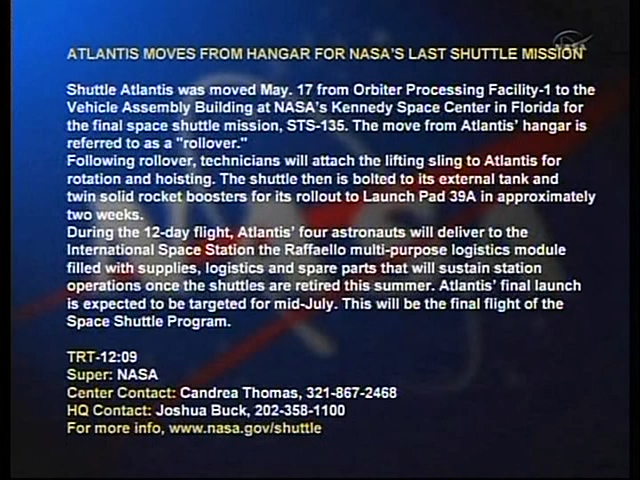 NASA
ATLANTIS MOVES FROM HANGAR FOR NASA'S LAST SHUTTLE MISSION
Shuttle Atlantis was moved May. 17 from Orbiter Processing Facility-1 to the
Vehicle Assembly Building at NASA's Kennedy Space Center in Florida for
the final space shuttle mission, STS-135. The move from Atlantis' hangar is
referred to as a "rollover."
Following rollover, technicians will attach the lifting sling to Atlantis for
rotation and hoisting. The shuttle then is bolted to its external tank and
twin solid rocket boosters for its rollout to Launch Pad 39A in approximately
two weeks.
During the 12-day flight, Atlantis' four astronauts will deliver to the
International Space Station the Raffaello multi-purpose logistics module
filled with supplies, logistics and spare parts that will sustain station
operations once the shuttles are retired this summer. Atlantis' final launch
is expected to be targeted for mid-July. This will be the final flight of the
Space Shuttle Program.
TRT-12:09
Super: NASA
Center Contact: Candrea Thomas, 321-867-2468
HQ Contact: Joshua Buck, 202-358-1100
For more info, www.nasa.gov/shuttle